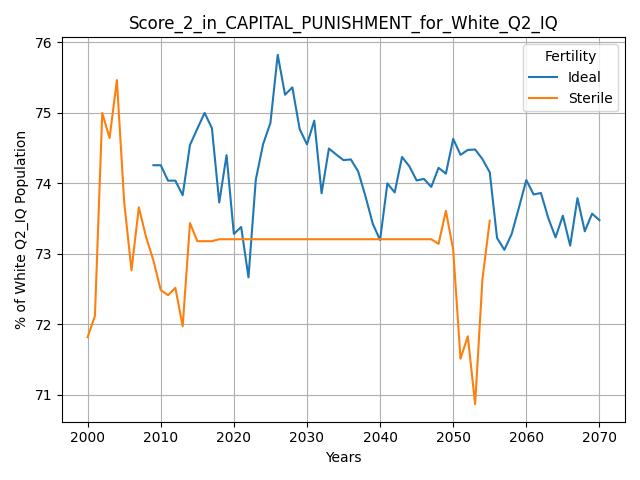 Score_2_in_CAPITAL_PUNISHMENT_for_White_Q2_IQ
Fertility
Ideal
Sterile
% of White Q2_IQ Population
76
75
74
73
72
71
2000 2010 2020 2030 2040 2050 2060 2070
Years